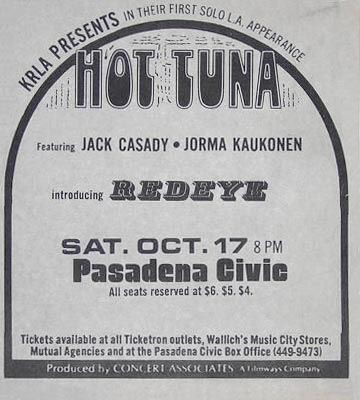 KRLA PRESENTS IN THEIR FIRST SOLO L.A. APPEARANCE
HOT TUNA
Featuring JACK CASADY • JORMA KAUKONEN
introducing REDEYE
SAT. OCT. 17 8 PM
Pasadena Civic
All seats reserved at $6. $5. $4.
Tickets available at all Ticketron outlets, Wallich's Music City Stores,
Mutual Agencies and at the Pasadena Civic Box Office (449-9473)
Produced by CONCERT ASSOCIATES A Filmways Company